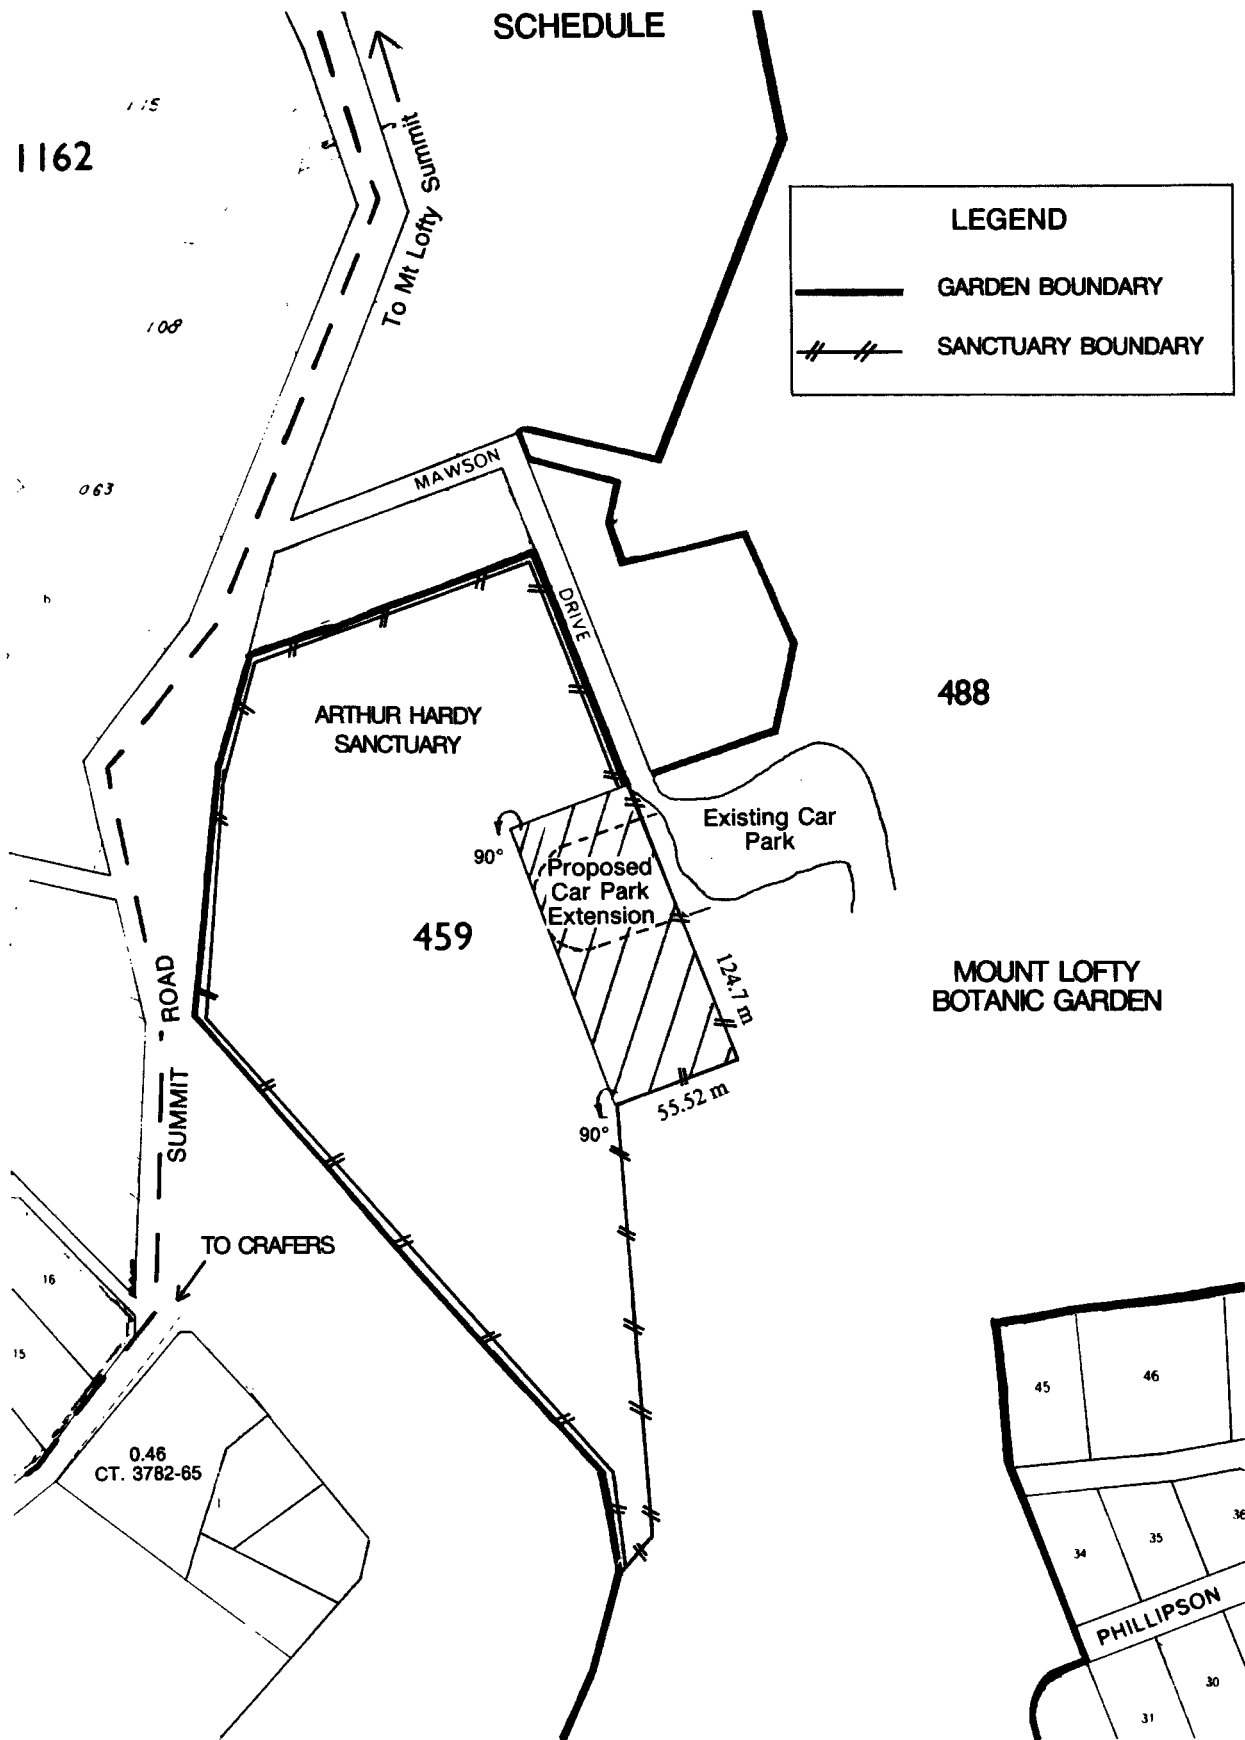 SCHEDULE
115
1162
To Mt Lofty Summit
LEGEND
GARDEN BOUNDARY
SANCTUARY BOUNDARY
108
063
MAWSON
DRIVE
h
ARTHUR HARDY
SANCTUARY
488
Existing Car
Park
90°
Proposed
Car Park
Extension
459
124.7 m
MOUNT LOFTY
BOTANIC GARDEN
SUMMIT ROAD
55.52 m
90°
TO CRAFERS
16
15
45
46
0.46
CT. 3782-65
34
35
36
PHILLIPSON
30
31